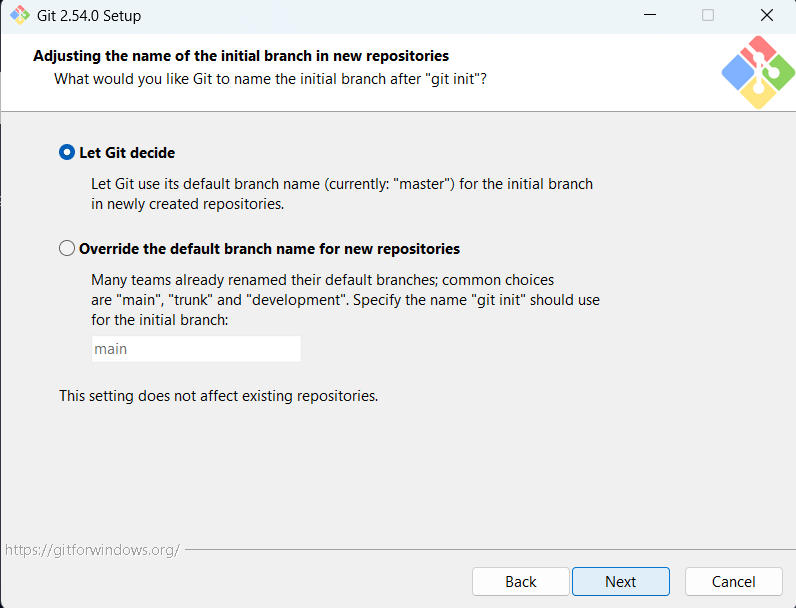 Git 2.54.0 Setup
Adjusting the name of the initial branch in new repositories
What would you like Git to name the initial branch after "git init"?
Let Git decide
Let Git use its default branch name (currently: "master") for the initial branch
in newly created repositories.
Override the default branch name for new repositories
Many teams already renamed their default branches; common choices
are "main", "trunk" and "development". Specify the name "git init" should use
for the initial branch:
main
This setting does not affect existing repositories.
https://gitforwindows.org/
Back
Next
Cancel